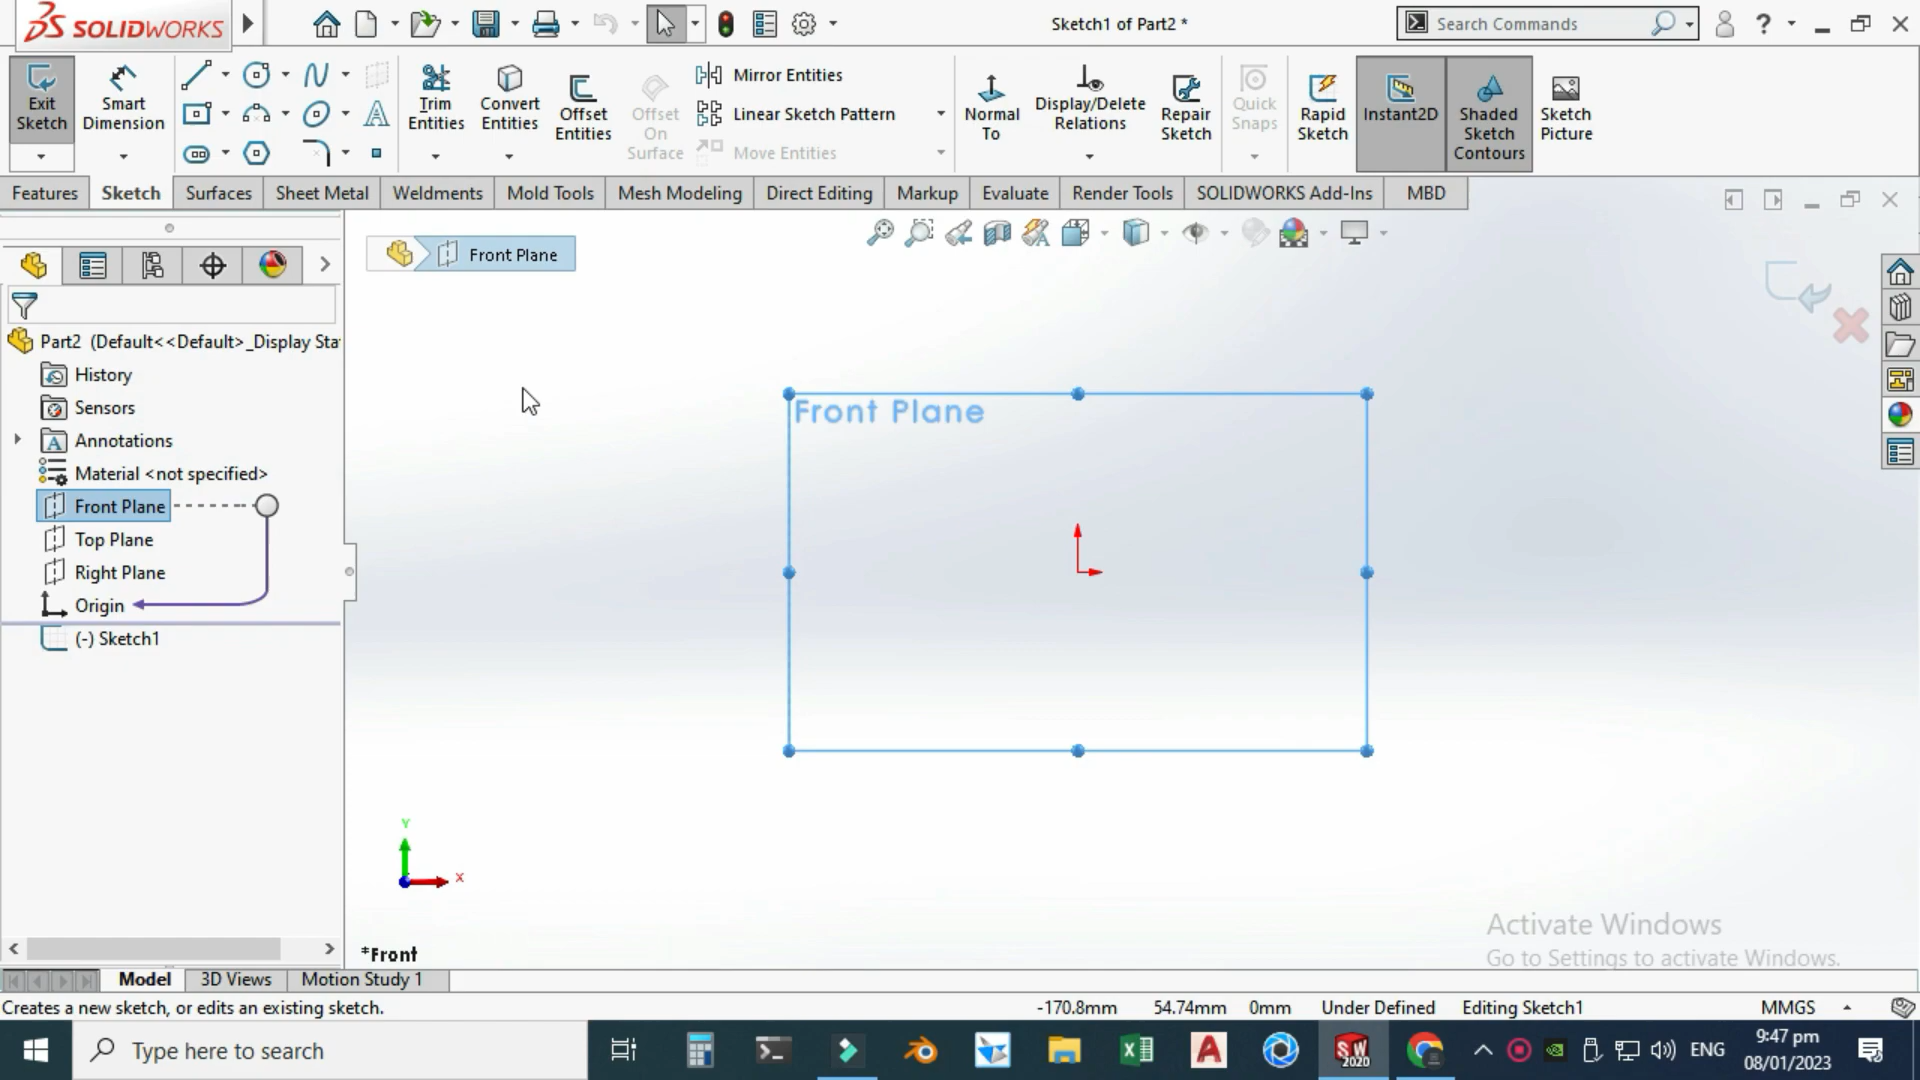 SOLIDWORKS
Sketch1 of Part2 *
Search Commands
?
Exit Sketch
Smart Dimension
Trim Entities
Convert Entities
Offset Entities
Offset On Surface
Mirror Entities
Linear Sketch Pattern
Move Entities
Normal To
Display/Delete Relations
Repair Sketch
Quick Snaps
Rapid Sketch
Instant2D
Shaded Sketch Contours
Sketch Picture
Features Sketch Surfaces Sheet Metal Weldments Mold Tools Mesh Modeling Direct Editing Markup Evaluate Render Tools SOLIDWORKS Add-Ins MBD
Front Plane
Part2 (Default<<Default>_Display Sta
History
Sensors
Annotations
Material <not specified>
Front Plane
Top Plane
Right Plane
Origin
(-) Sketch1
Front Plane
Y
X
*Front
Activate Windows
Go to Settings to activate Windows.
Model 3D Views Motion Study 1
Creates a new sketch, or edits an existing sketch.
-170.8mm 54.74mm 0mm Under Defined Editing Sketch1 MMGS
Type here to search
SW 2020
ENG
9:47 pm
08/01/2023